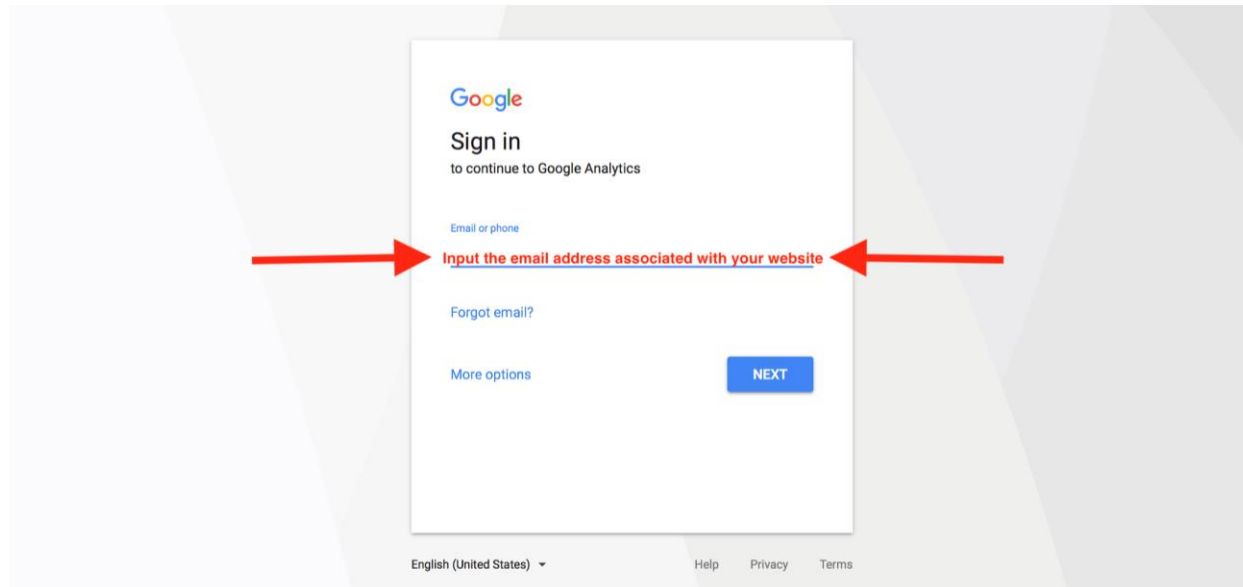 Google
Sign in
to continue to Google Analytics
Email or phone
Input the email address associated with your website
Forgot email?
More options
NEXT
English (United States)
Help Privacy Terms